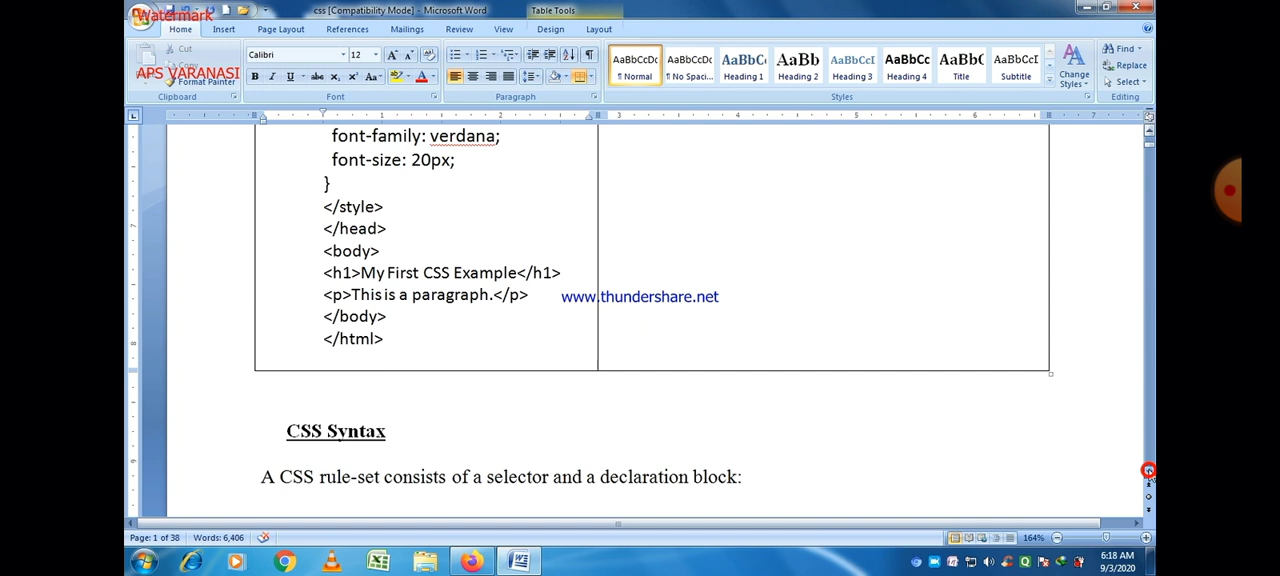 css [Compatibility Mode] - Microsoft Word
Table Tools
Watermark
Home Insert Page Layout References Mailings Review View Design Layout
Cut
Copy
Format Painter
APS VARANASI
Clipboard
Calibri 12
Font
Paragraph
AaBbCcDc AaBbCcDc AaBbC AaBb AaBbCcI AaBbCc AaBb( AaBbCcI
¶ Normal ¶ No Spaci... Heading 1 Heading 2 Heading 3 Heading 4 Title Subtitle
Change
Styles
Styles
Find
Replace
Select
Editing
font-family: verdana;
font-size: 20px;
}
</style>
</head>
<body>
<h1>My First CSS Example</h1>
<p>This is a paragraph.</p>
</body>
</html>
www.thundershare.net
CSS Syntax
A CSS rule-set consists of a selector and a declaration block:
Page: 1 of 38 Words: 6,406
164%
6:18 AM
9/3/2020